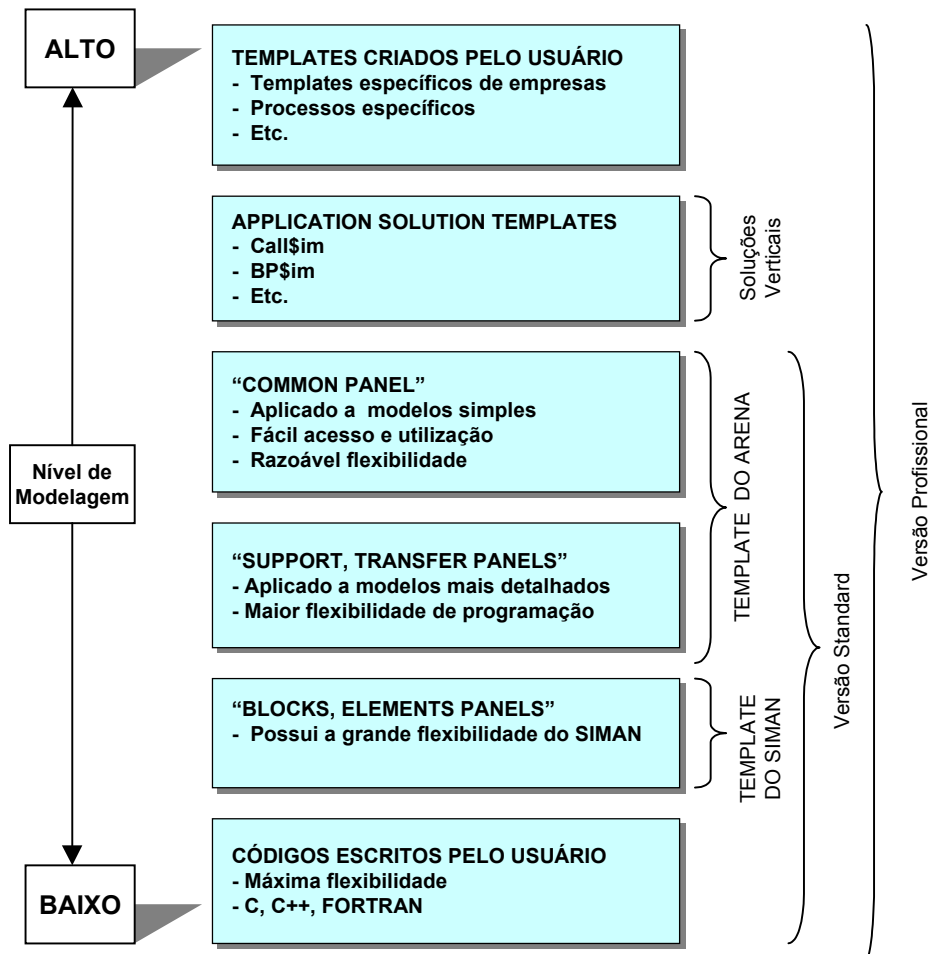 ALTO
TEMPLATES CRIADOS PELO USUÁRIO
- Templates específicos de empresas
- Processos específicos
- Etc.
APPLICATION SOLUTION TEMPLATES
- Call$im
- BP$im
- Etc.
Soluções
Verticais
“COMMON PANEL”
- Aplicado a modelos simples
- Fácil acesso e utilização
- Razoável flexibilidade
Nível de
Modelagem
“SUPPORT, TRANSFER PANELS”
- Aplicado a modelos mais detalhados
- Maior flexibilidade de programação
TEMPLATE DO ARENA
“BLOCKS, ELEMENTS PANELS”
- Possui a grande flexibilidade do SIMAN
TEMPLATE
DO SIMAN
Versão Standard
Versão Profissional
BAIXO
CÓDIGOS ESCRITOS PELO USUÁRIO
- Máxima flexibilidade
- C, C++, FORTRAN